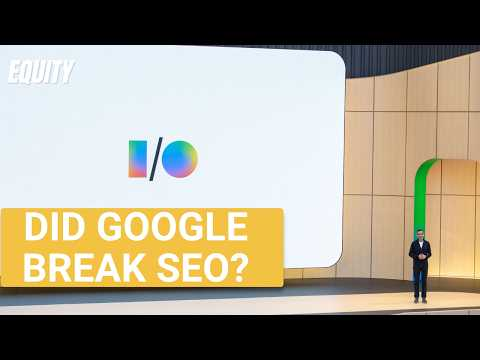 EQUITY
I/O
DID GOOGLE
BREAK SEO?